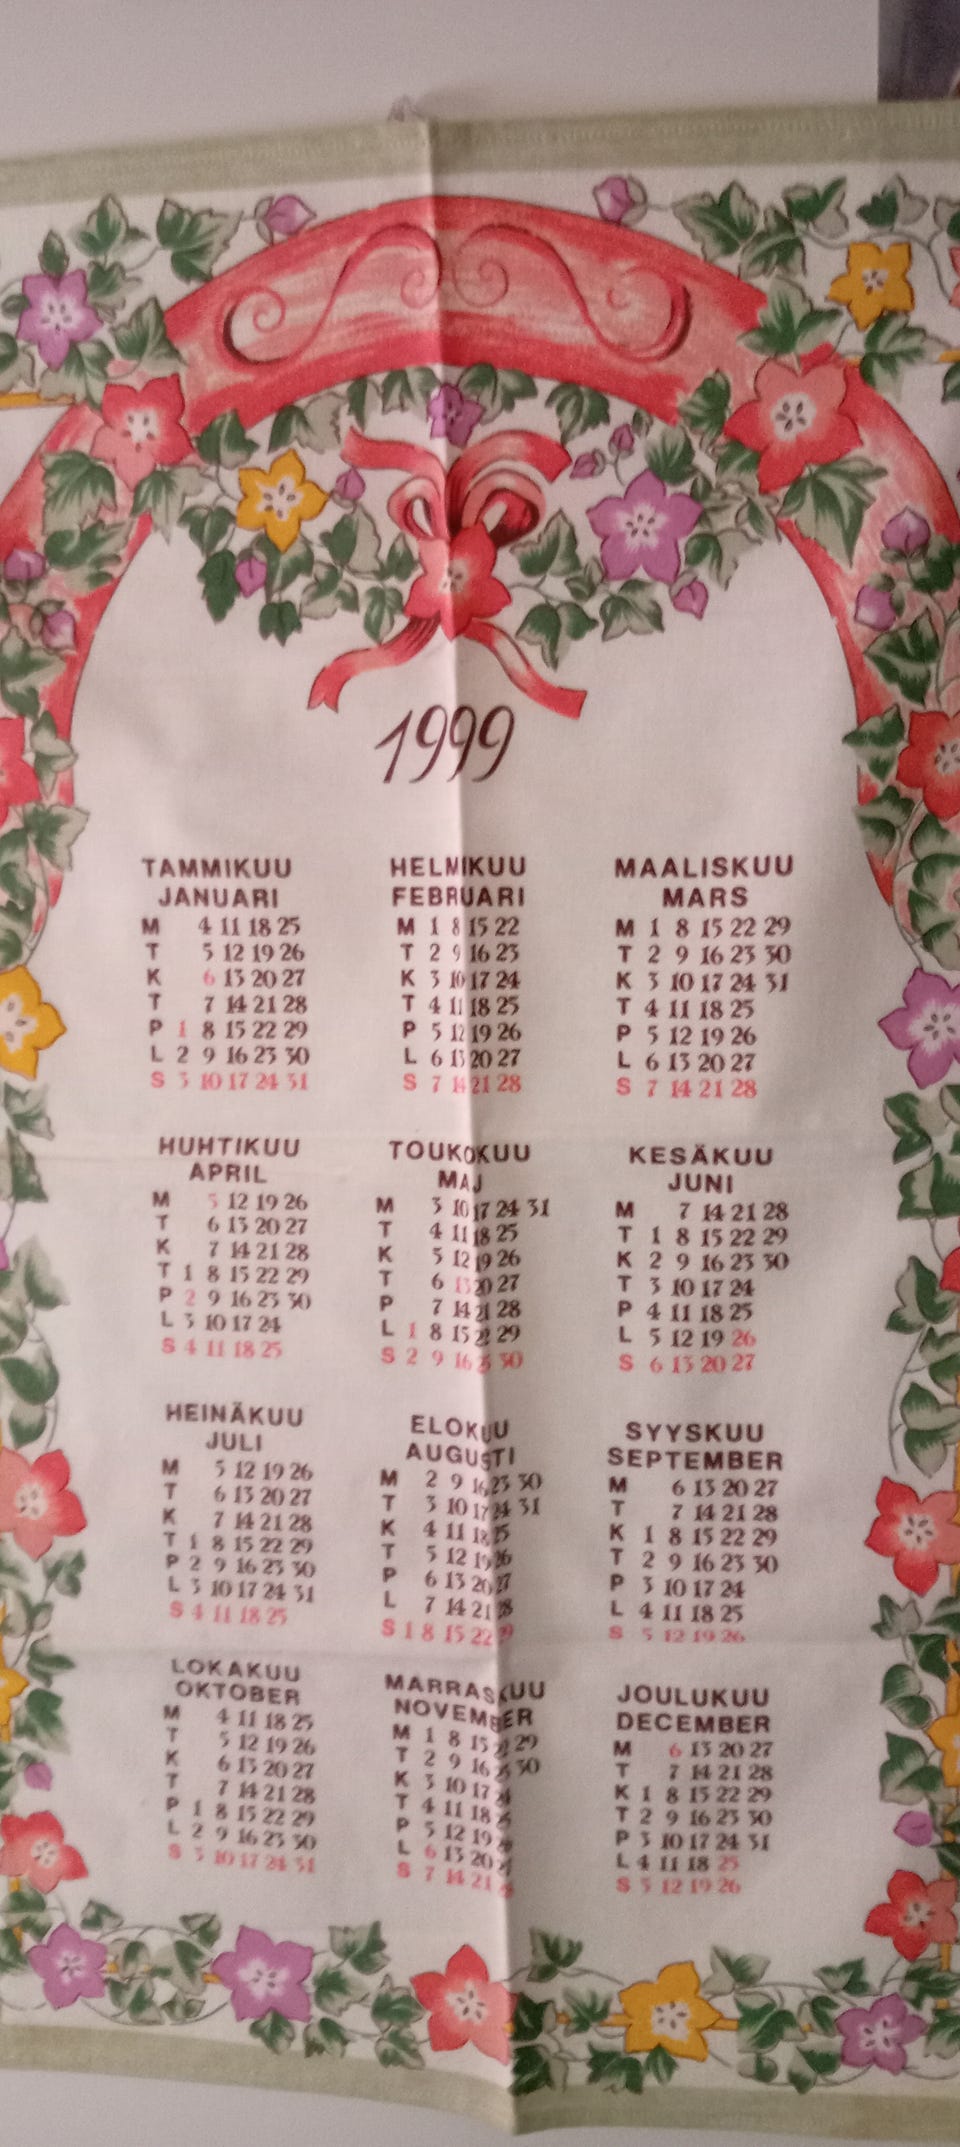 1999
TAMMIKUU
JANUARI
M 4 11 18 25
T 5 12 19 26
K 6 13 20 27
T 7 14 21 28
P 1 8 15 22 29
L 2 9 16 23 30
S 3 10 17 24 31
HELMIKUU
FEBRUARI
M 1 8 15 22
T 2 9 16 23
K 3 10 17 24
T 4 11 18 25
P 5 12 19 26
L 6 13 20 27
S 7 14 21 28
MAALISKUU
MARS
M 1 8 15 22 29
T 2 9 16 23 30
K 3 10 17 24 31
T 4 11 18 25
P 5 12 19 26
L 6 13 20 27
S 7 14 21 28
HUHTIKUU
APRIL
M 5 12 19 26
T 6 13 20 27
K 7 14 21 28
T 1 8 15 22 29
P 2 9 16 23 30
L 3 10 17 24
S 4 11 18 25
TOUKOKUU
MAJ
M 3 10 17 24 31
T 4 11 18 25
K 5 12 19 26
T 6 13 20 27
P 7 14 21 28
L 1 8 15 22 29
S 2 9 16 23 30
KESÄKUU
JUNI
M 7 14 21 28
T 1 8 15 22 29
K 2 9 16 23 30
T 3 10 17 24
P 4 11 18 25
L 5 12 19 26
S 6 13 20 27
HEINÄKUU
JULI
M 5 12 19 26
T 6 13 20 27
K 7 14 21 28
T 1 8 15 22 29
P 2 9 16 23 30
L 3 10 17 24 31
S 4 11 18 25
ELOKUU
AUGUSTI
M 2 9 16 23 30
T 3 10 17 24 31
K 4 11 18 25
T 5 12 19 26
P 6 13 20 27
L 7 14 21 28
S 1 8 15 22 29
SYYSKUU
SEPTEMBER
M 6 13 20 27
T 7 14 21 28
K 1 8 15 22 29
T 2 9 16 23 30
P 3 10 17 24
L 4 11 18 25
S 5 12 19 26
LOKAKUU
OKTOBER
M 4 11 18 25
T 5 12 19 26
K 6 13 20 27
T 7 14 21 28
P 1 8 15 22 29
L 2 9 16 23 30
S 3 10 17 24 31
MARRASKUU
NOVEMBER
M 1 8 15 22 29
T 2 9 16 23 30
K 3 10 17 24
T 4 11 18 25
P 5 12 19 26
L 6 13 20 27
S 7 14 21 28
JOULUKUU
DECEMBER
M 6 13 20 27
T 7 14 21 28
K 1 8 15 22 29
T 2 9 16 23 30
P 3 10 17 24 31
L 4 11 18 25
S 5 12 19 26